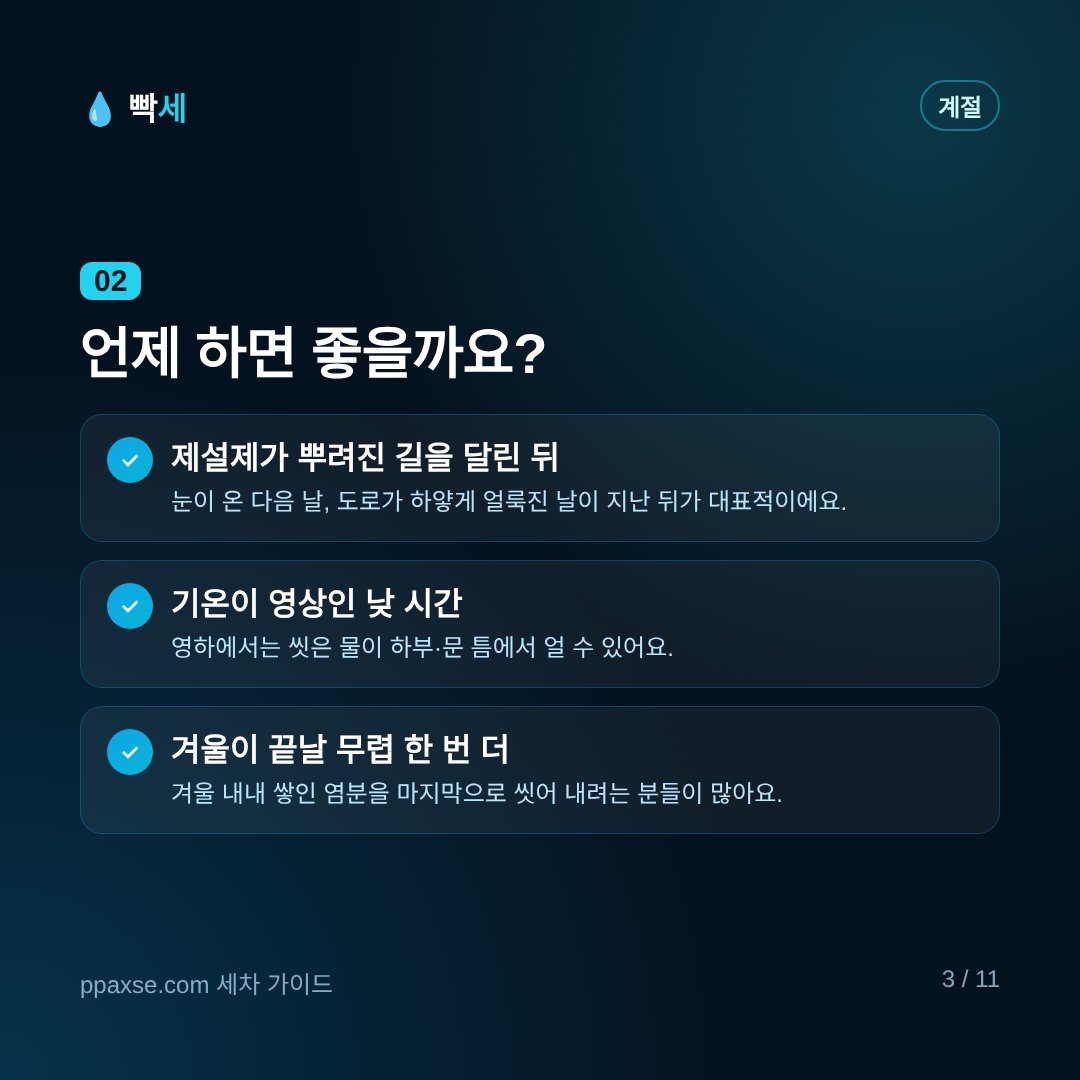 빡세
계절
02
언제 하면 좋을까요?
제설제가 뿌려진 길을 달린 뒤
눈이 온 다음 날, 도로가 하얗게 얼룩진 날이 지난 뒤가 대표적이에요.
기온이 영상인 낮 시간
영하에서는 씻은 물이 하부·문 틈에서 얼 수 있어요.
겨울이 끝날 무렵 한 번 더
겨울 내내 쌓인 염분을 마지막으로 씻어 내려는 분들이 많아요.
ppaxse.com 세차 가이드
3 / 11